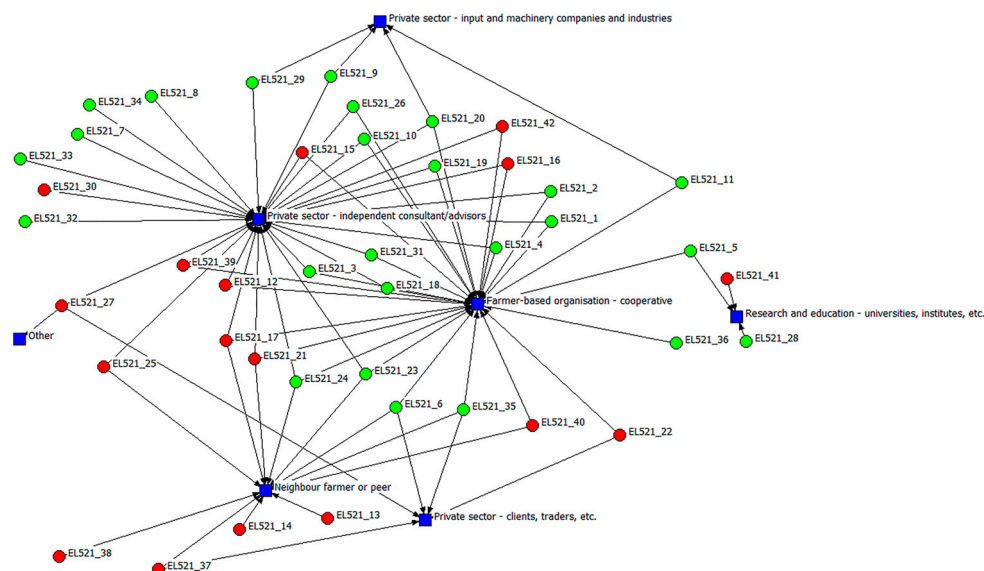 Private sector - input and machinery companies and industries
EL521_9
EL521_29
EL521_8
EL521_34
EL521_26
EL521_20
EL521_42
EL521_7
EL521_10
EL521_15
EL521_33
EL521_19
EL521_16
EL521_11
EL521_30
EL521_2
EL521_32
Private sector - independent consultant/advisors
EL521_1
EL521_4
EL521_5
EL521_31
EL521_39
EL521_3
EL521_41
EL521_12
EL521_18
EL521_27
Farmer-based organisation - cooperative
Research and education - universities, institutes, etc.
Other
EL521_17
EL521_36
EL521_28
EL521_21
EL521_25
EL521_24
EL521_23
EL521_6
EL521_35
EL521_40
EL521_22
Neighbour farmer or peer
EL521_13
Private sector - clients, traders, etc.
EL521_14
EL521_38
EL521_37